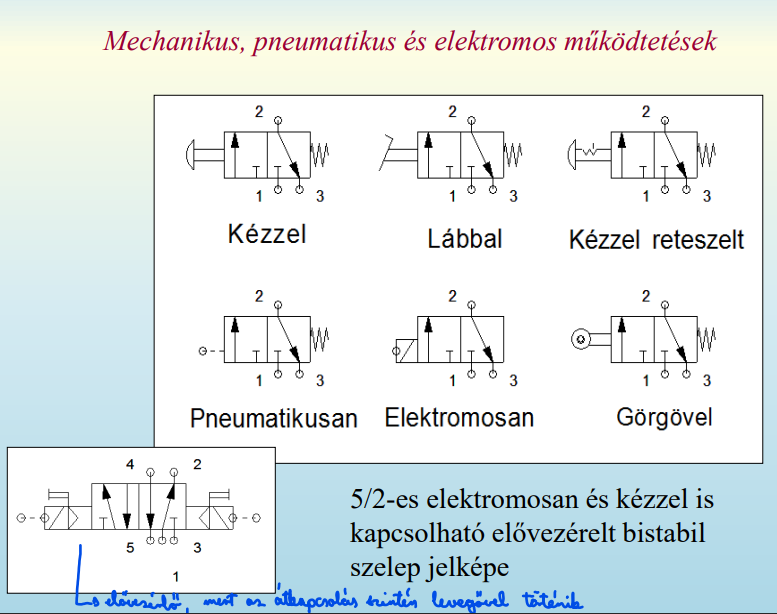 Mechanikus, pneumatikus és elektromos működtetések
2 2 2
1 3 1 3 1 3
Kézzel Lábbal Kézzel reteszelt
2 2 2
1 3 1 3 1 3
Pneumatikusan Elektromosan Görgövel
4 2
5 3
1
5/2-es elektromosan és kézzel is
kapcsolható elővezérelt bistabil
szelep jelképe
elővezérlő, mert az átkapcsolás szintén levegővel történik